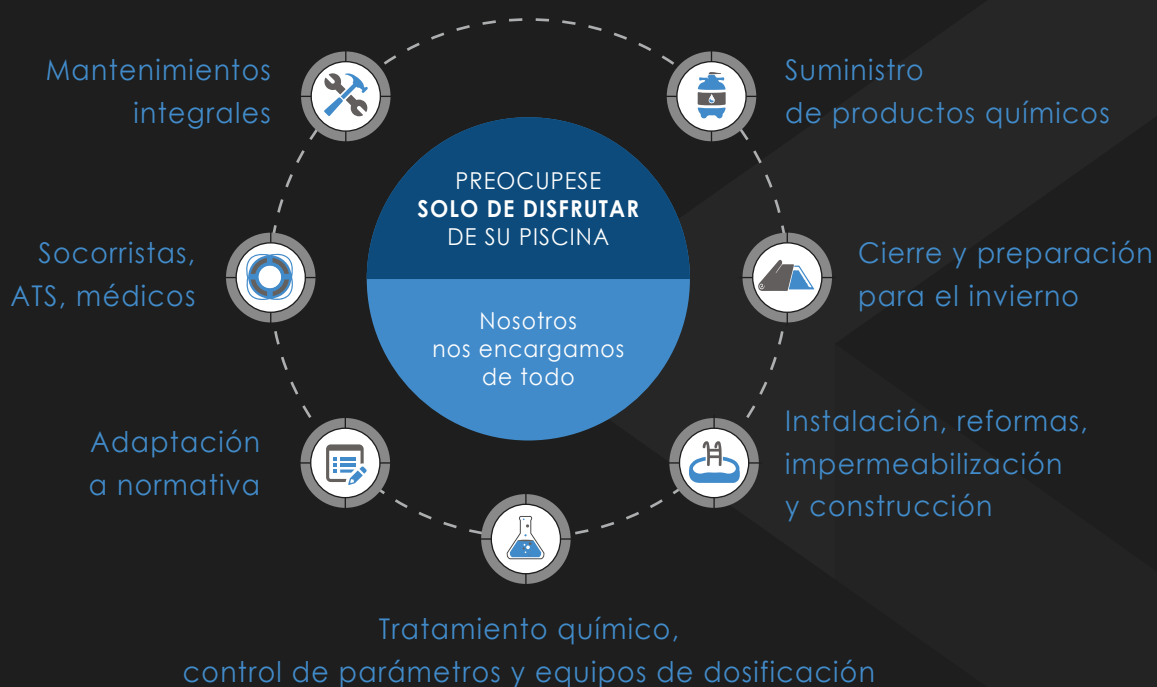 Mantenimientos
integrales
Suministro
de productos químicos
PREOCUPESE
SOLO DE DISFRUTAR
DE SU PISCINA
Nosotros
nos encargamos
de todo
Socorristas,
ATS, médicos
Cierre y preparación
para el invierno
Adaptación
a normativa
Instalación, reformas,
impermeabilización
y construcción
Tratamiento químico,
control de parámetros y equipos de dosificación